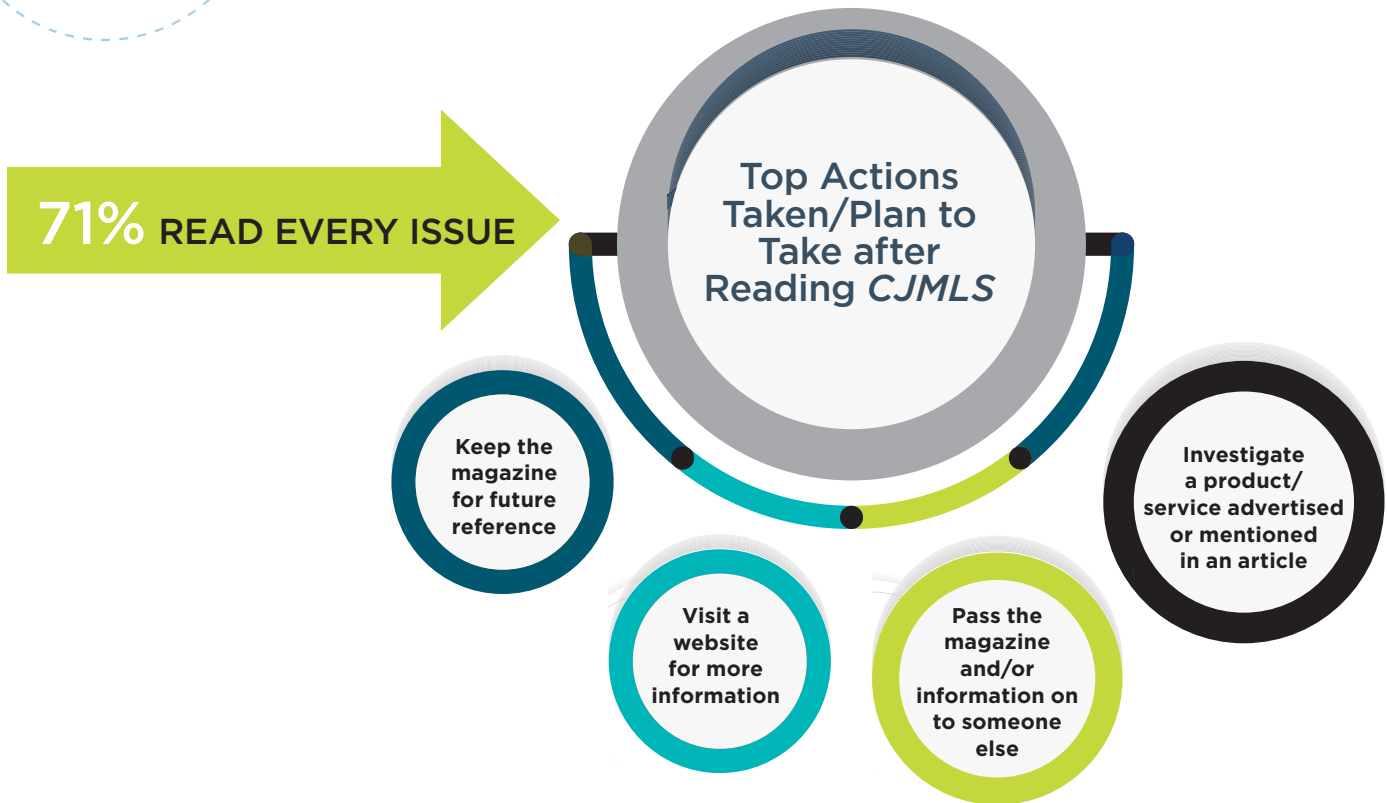 71% READ EVERY ISSUE
Top Actions
Taken/Plan to
Take after
Reading CJMLS
Keep the
magazine
for future
reference
Visit a
website
for more
information
Pass the
magazine
and/or
information on
to someone
else
Investigate
a product/
service advertised
or mentioned
in an article